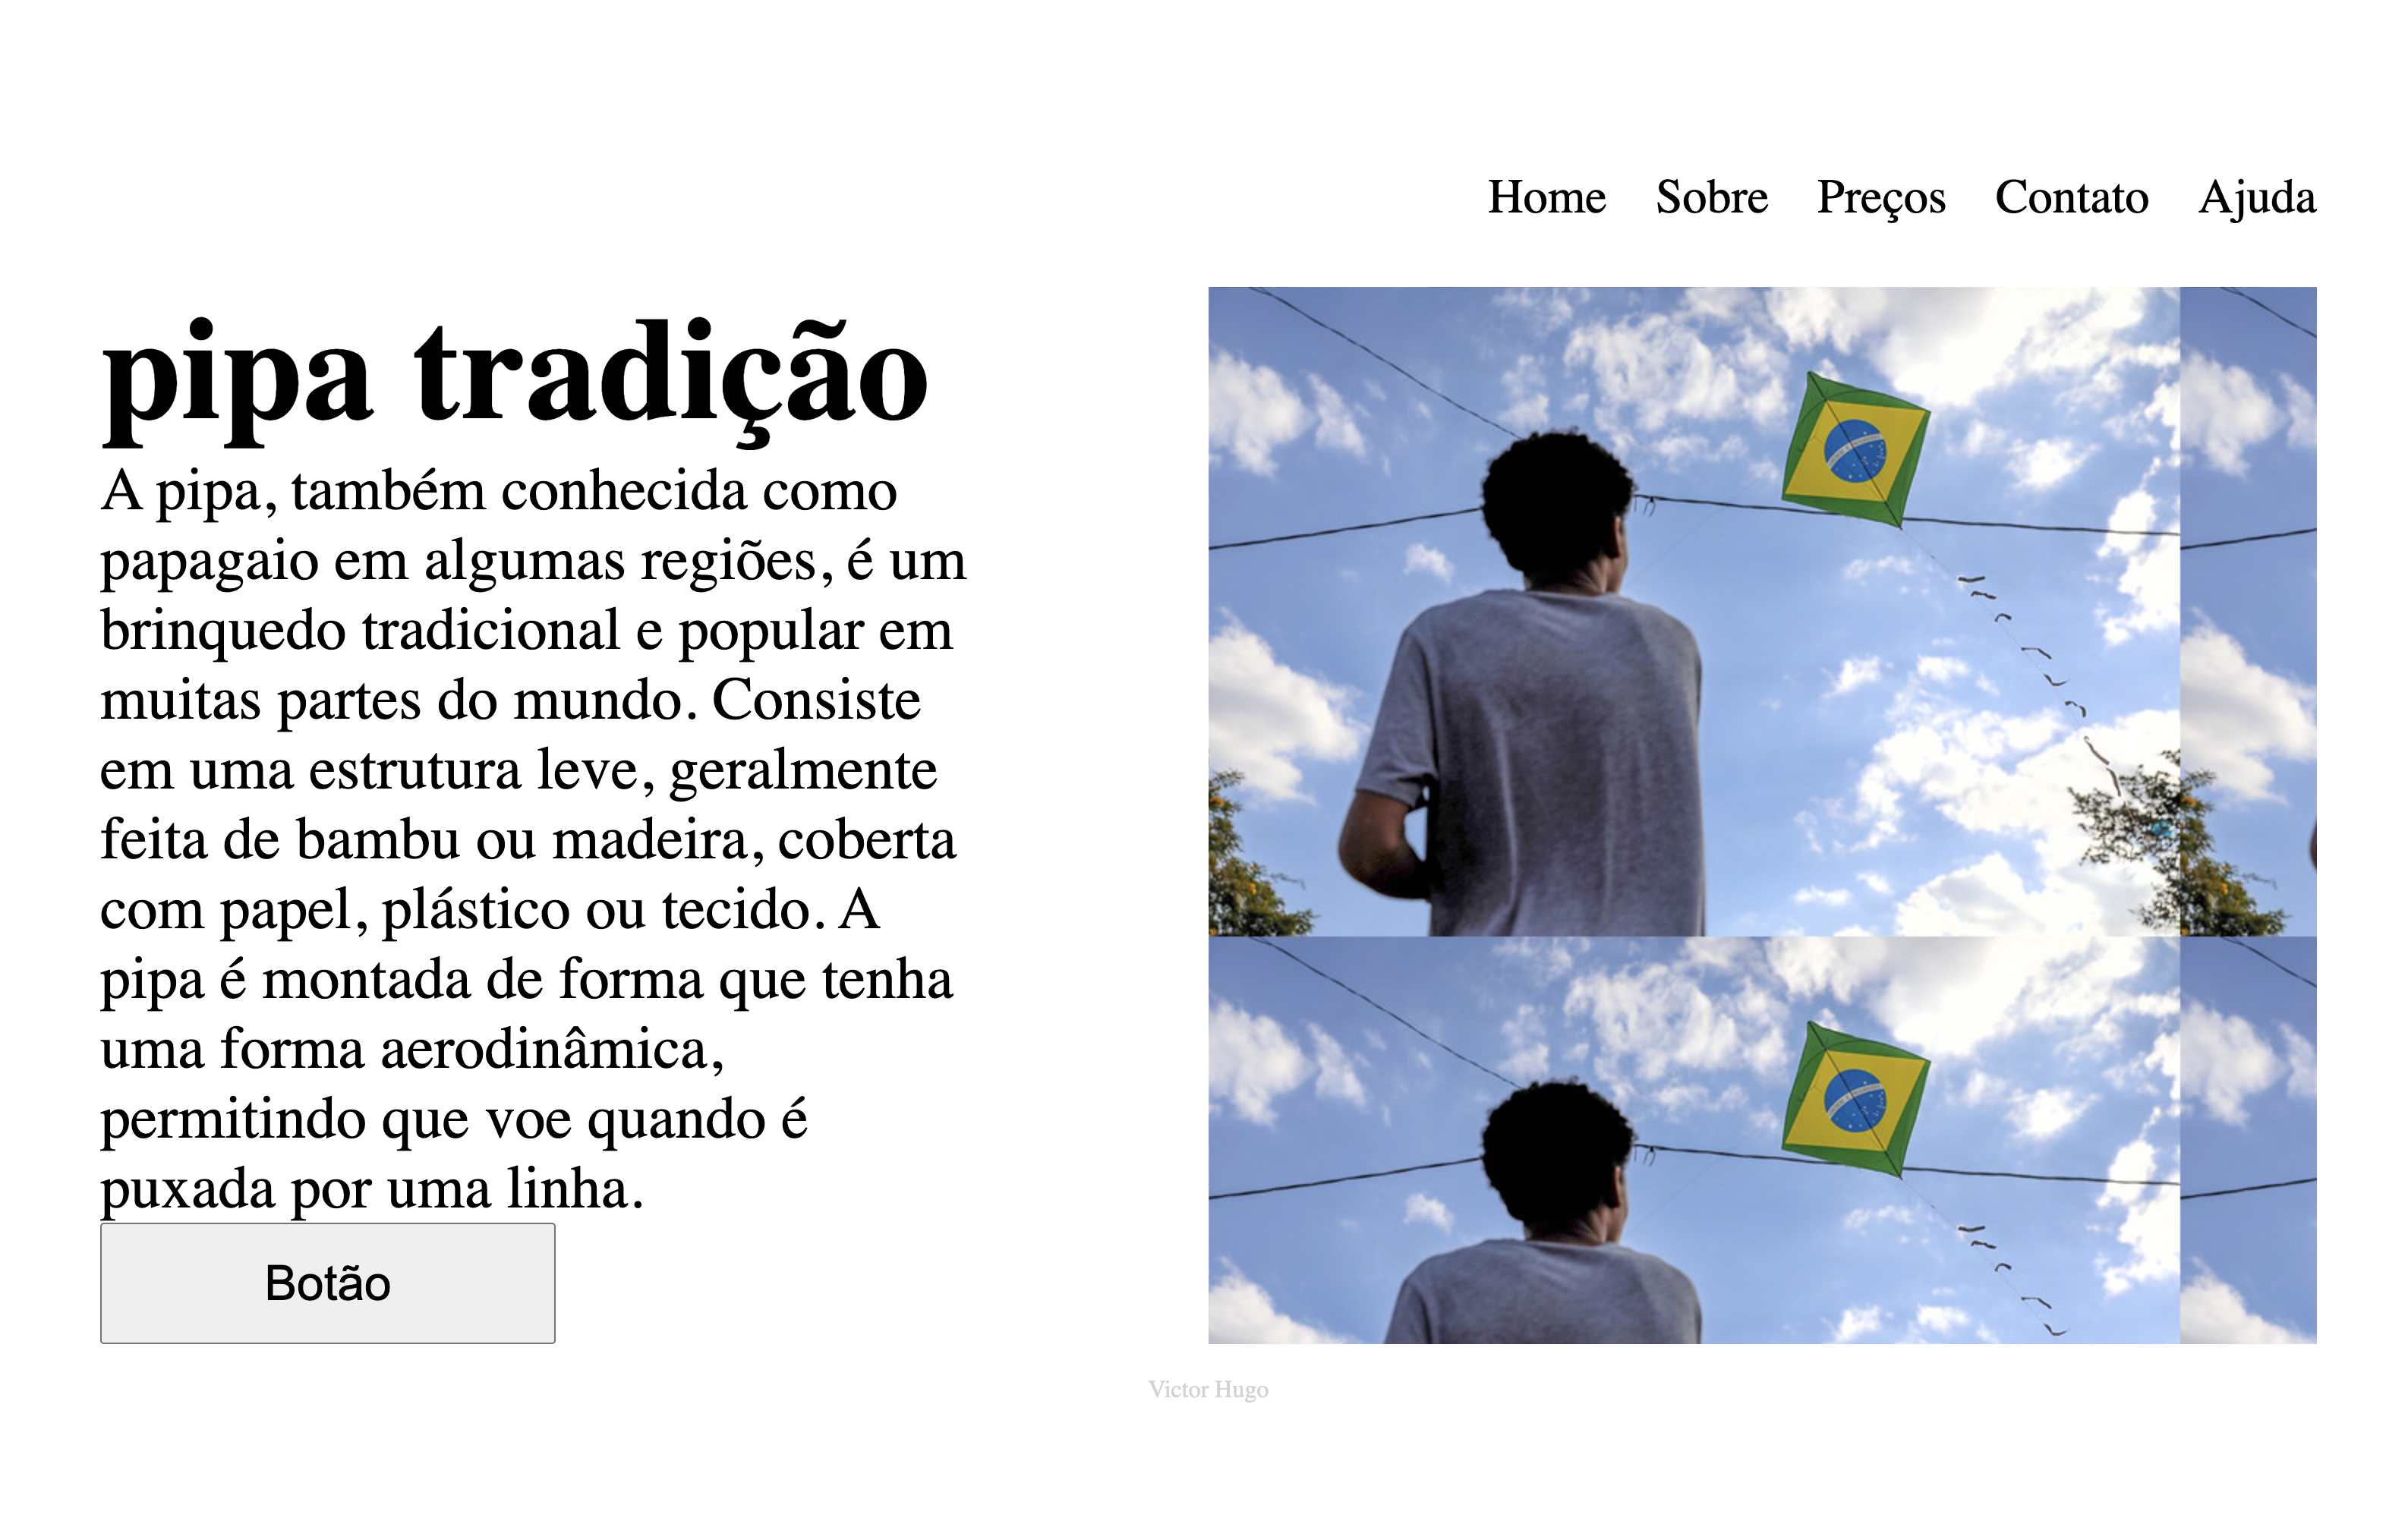 Home Sobre Preços Contato Ajuda
pipa tradição
A pipa, também conhecida como
papagaio em algumas regiões, é um
brinquedo tradicional e popular em
muitas partes do mundo. Consiste
em uma estrutura leve, geralmente
feita de bambu ou madeira, coberta
com papel, plástico ou tecido. A
pipa é montada de forma que tenha
uma forma aerodinâmica,
permitindo que voe quando é
puxada por uma linha.
Botão
Victor Hugo